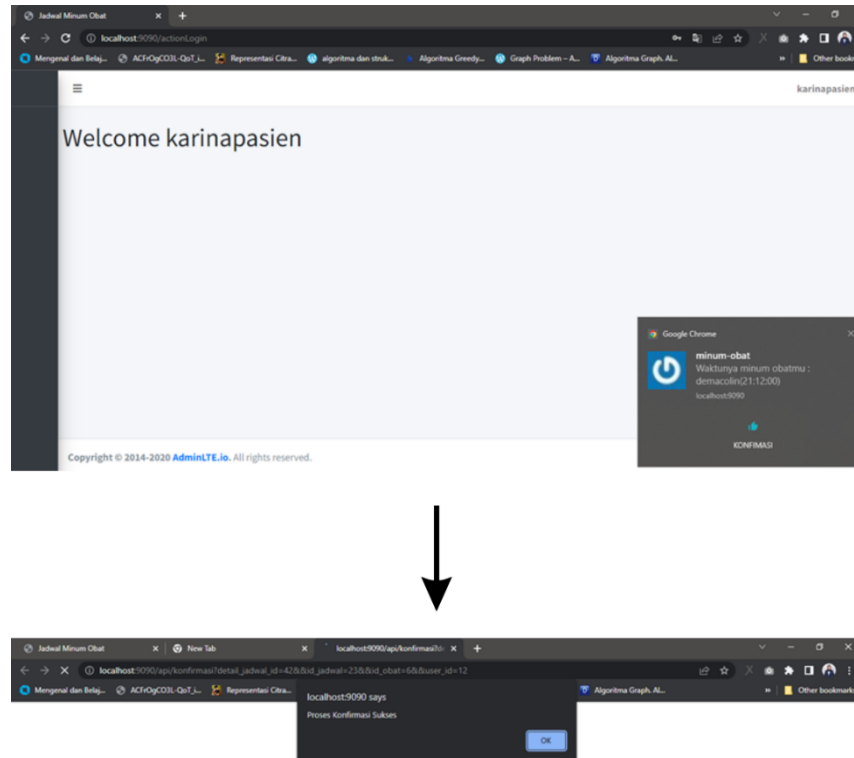 Jadwal Minum Obat
localhost:9090/actionLogin
Mengenal dan Belaj... ACFrOgCO3L-QoT_i... Representasi Citra... algoritma dan struk... Algoritma Greedy... Graph Problem – A... Algoritma Graph. AL... » Other bookm
karinapasien
Welcome karinapasien
Google Chrome
minum-obat
Waktunya minum obatmu :
demacolin(21:12:00)
localhost:9090
KONFIMASI
Copyright © 2014-2020 AdminLTE.io. All rights reserved.
Jadwal Minum Obat New Tab localhost:9090/api/konfirmasi?d
localhost:9090/api/konfirmasi?detail_jadwal_id=42&&id_jadwal=23&&id_obat=6&&user_id=12
Mengenal dan Belaj... ACFrOgCO3L-QoT_i... Representasi Citra... Algoritma Graph. AL... » Other bookmarks
localhost:9090 says
Proses Konfirmasi Sukses
OK